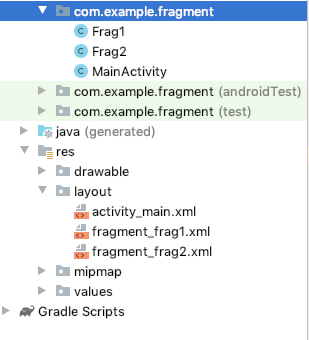 com.example.fragment
Frag1
Frag2
MainActivity
com.example.fragment (androidTest)
com.example.fragment (test)
java (generated)
res
drawable
layout
activity_main.xml
fragment_frag1.xml
fragment_frag2.xml
mipmap
values
Gradle Scripts